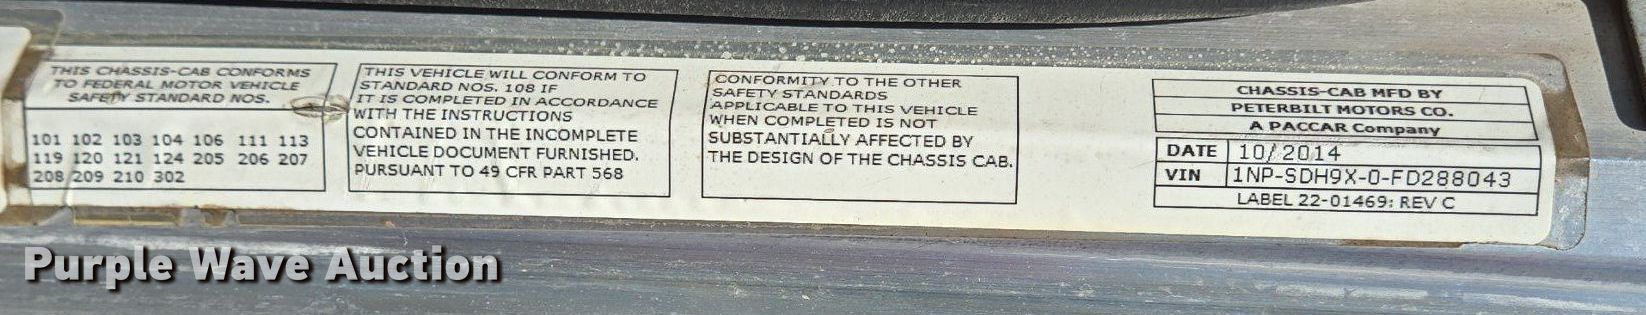 THIS CHASSIS-CAB CONFORMS
TO FEDERAL MOTOR VEHICLE
SAFETY STANDARD NOS.
101 102 103 104 106 111 113
119 120 121 124 205 206 207
208 209 210 302
THIS VEHICLE WILL CONFORM TO
STANDARD NOS. 108 IF
IT IS COMPLETED IN ACCORDANCE
WITH THE INSTRUCTIONS
CONTAINED IN THE INCOMPLETE
VEHICLE DOCUMENT FURNISHED.
PURSUANT TO 49 CFR PART 568
CONFORMITY TO THE OTHER
SAFETY STANDARDS
APPLICABLE TO THIS VEHICLE
WHEN COMPLETED IS NOT
SUBSTANTIALLY AFFECTED BY
THE DESIGN OF THE CHASSIS CAB.
CHASSIS-CAB MFD BY
PETERBILT MOTORS CO.
A PACCAR Company
DATE 10/2014
VIN 1NP-SDH9X-0-FD288043
LABEL 22-01469: REV C
Purple Wave Auction